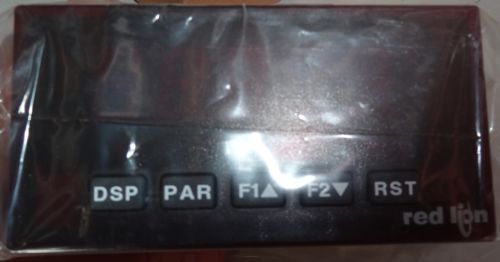 DSP PAR F1▲ F2▼ RST
red lion